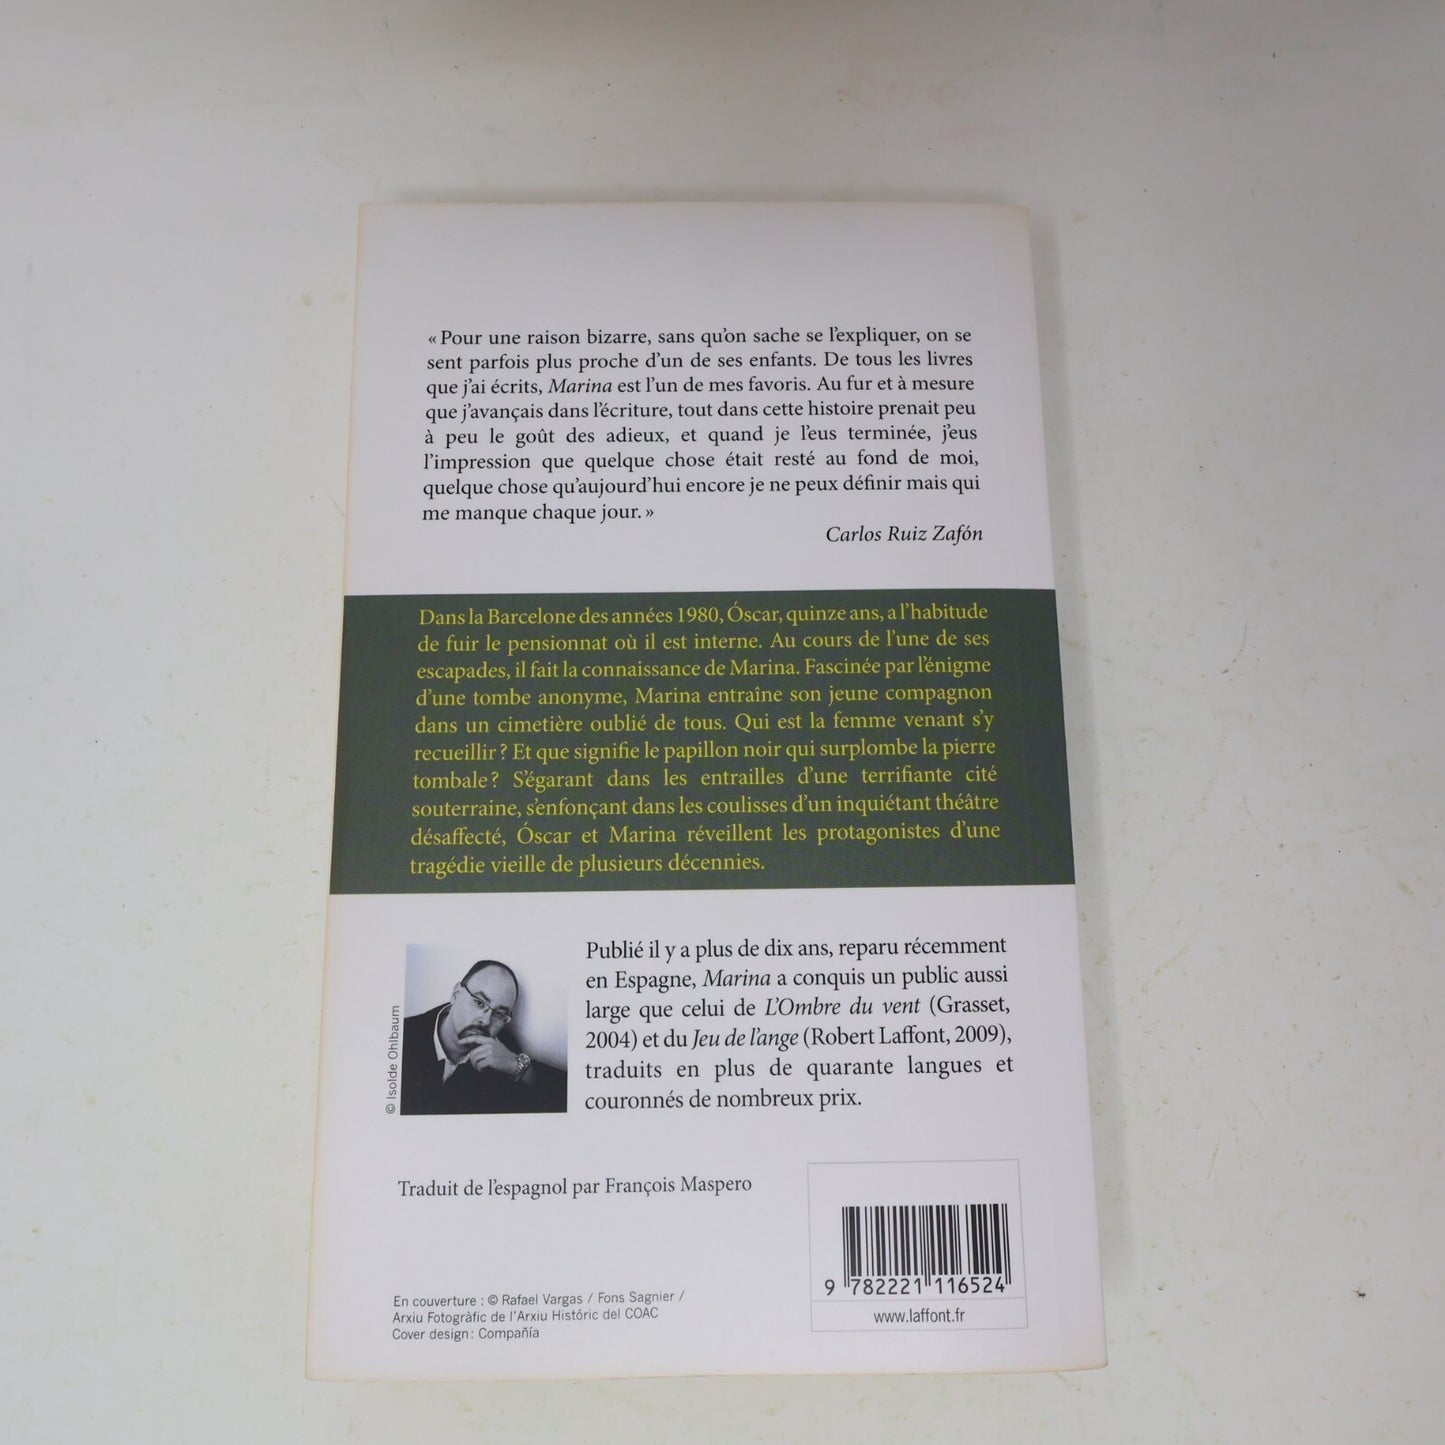 « Pour une raison bizarre, sans qu'on sache se l'expliquer, on se
sent parfois plus proche d'un de ses enfants. De tous les livres
que j'ai écrits, Marina est l'un de mes favoris. Au fur et à mesure
que j'avançais dans l'écriture, tout dans cette histoire prenait peu
à peu le goût des adieux, et quand je l'eus terminée, j'eus
l'impression que quelque chose était resté au fond de moi,
quelque chose qu'aujourd'hui encore je ne peux définir mais qui
me manque chaque jour. »
Carlos Ruiz Zafón
Dans la Barcelone des années 1980, Óscar, quinze ans, a l'habitude
de fuir le pensionnat où il est interne. Au cours de l'une de ses
escapades, il fait la connaissance de Marina. Fascinée par l'énigme
d'une tombe anonyme, Marina entraîne son jeune compagnon
dans un cimetière oublié de tous. Qui est la femme venant s'y
recueillir ? Et que signifie le papillon noir qui surplombe la pierre
tombale ? S'égarant dans les entrailles d'une terrifiante cité
souterraine, s'enfonçant dans les coulisses d'un inquiétant théâtre
désaffecté, Óscar et Marina réveillent les protagonistes d'une
tragédie vieille de plusieurs décennies.
© Isolde Ohlbaum
Publié il y a plus de dix ans, reparu récemment
en Espagne, Marina a conquis un public aussi
large que celui de L'Ombre du vent (Grasset,
2004) et du Jeu de l'ange (Robert Laffont, 2009),
traduits en plus de quarante langues et
couronnés de nombreux prix.
Traduit de l'espagnol par François Maspero
En couverture : © Rafael Vargas / Fons Sagnier /
Arxiu Fotogràfic de l'Arxiu Históric del COAC
Cover design : Compañía
9 782221 116524
www.laffont.fr